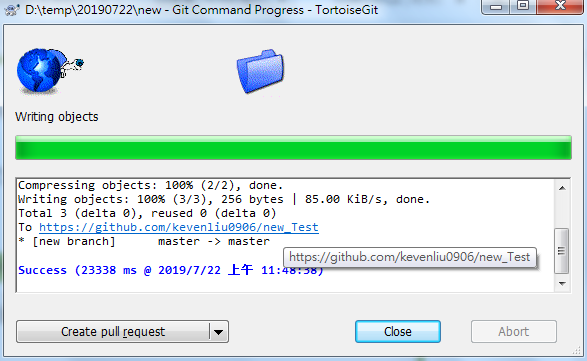 D:\temp\20190722\new - Git Command Progress - TortoiseGit
Writing objects
Compressing objects: 100% (2/2), done.
Writing objects: 100% (3/3), 256 bytes | 85.00 KiB/s, done.
Total 3 (delta 0), reused 0 (delta 0)
To https://github.com/kevenliu0906/new_Test
* [new branch]      master -> master
https://github.com/kevenliu0906/new_Test
Success (23338 ms @ 2019/7/22 上午 11:48:38)
Create pull request
Close
Abort